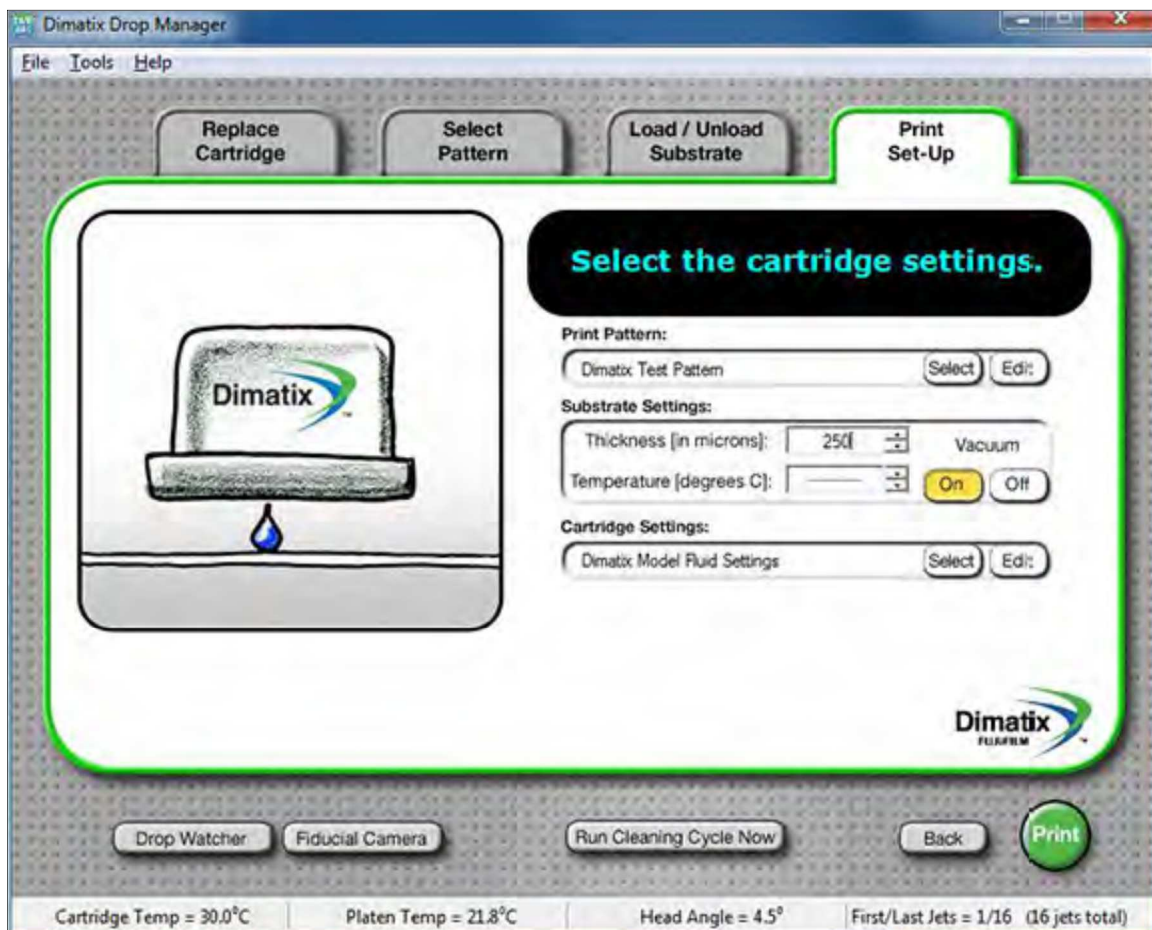 Dimatix Drop Manager
File Tools Help
Replace
Cartridge
Select
Pattern
Load / Unload
Substrate
Print
Set-Up
Dimatix
Select the cartridge settings.
Print Pattern:
Dimatix Test Pattern Select Edit
Substrate Settings:
Thickness [in microns]: 250 Vacuum
Temperature [degrees C]: On Off
Cartridge Settings:
Dimatix Model Fluid Settings Select Edit
Dimatix
FUJIFILM
Drop Watcher Fiducial Camera Run Cleaning Cycle Now Back Print
Cartridge Temp = 30.0°C Platen Temp = 21.8°C Head Angle = 4.5° First/Last Jets = 1/16 (16 jets total)